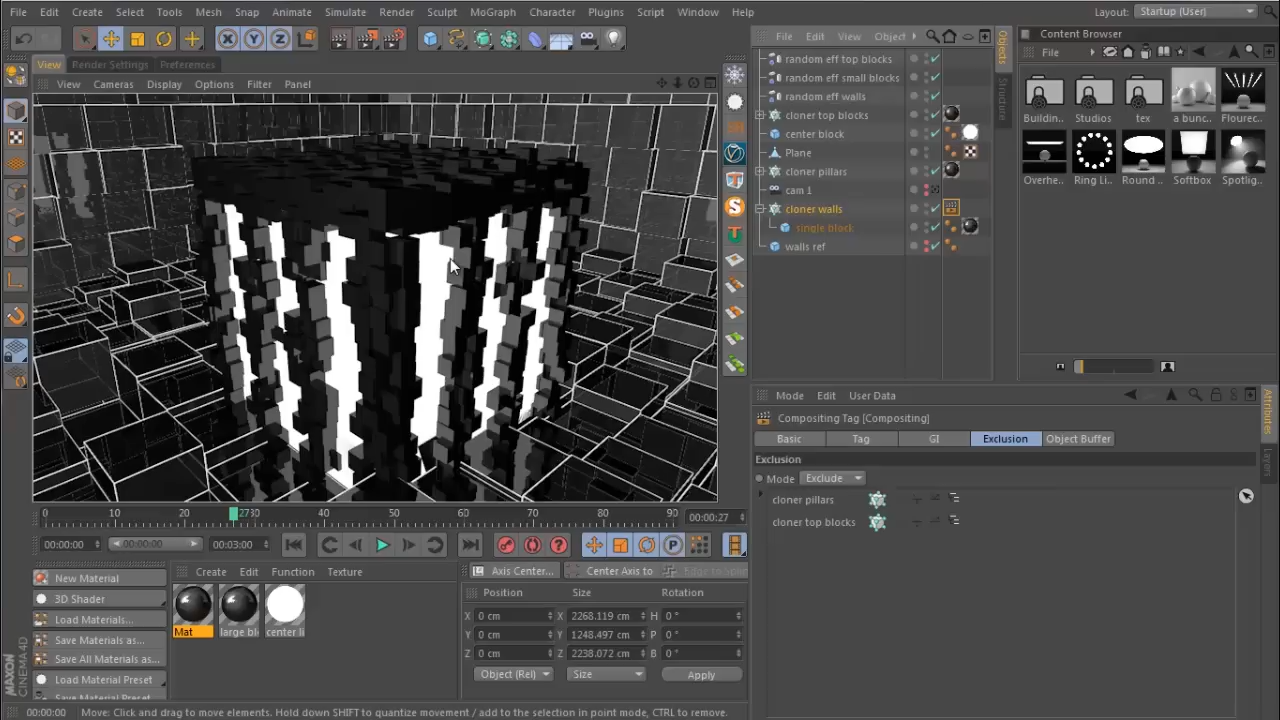 File Edit Create Select Tools Mesh Snap Animate Simulate Render Sculpt MoGraph Character Plugins Script Window Help
Layout: Startup (User)
View Render Settings Preferences
View Cameras Display Options Filter Panel
File Edit View Object
random eff top blocks
random eff small blocks
random eff walls
cloner top blocks
center block
Plane
cloner pillars
cam 1
cloner walls
single block
walls ref
Objects
Structure
Content Browser
File
Buildin.. Studios tex a bunc.. Flourec..
Overhe.. Ring Li.. Round .. Softbox Spotlig..
Mode Edit User Data
Compositing Tag [Compositing]
Basic Tag GI Exclusion Object Buffer
Exclusion
Mode Exclude
cloner pillars
cloner top blocks
Attributes
Layers
0 10 20 27 30 40 50 60 70 80 90 00:00:27
00:00:00 00:00:00 00:03:00
New Material
3D Shader
Load Materials...
Save Materials as...
Save All Materials as...
Load Material Preset
Save Material Preset
Create Edit Function Texture
Mat large bl center li
Axis Center... Center Axis to Edge to Splin
Position Size Rotation
X 0 cm X 2268.119 cm H 0 °
Y 0 cm Y 1248.497 cm P 0 °
Z 0 cm Z 2238.072 cm B 0 °
Object (Rel) Size Apply
MAXON
CINEMA 4D
00:00:00 Move: Click and drag to move elements. Hold down SHIFT to quantize movement / add to the selection in point mode, CTRL to remove.